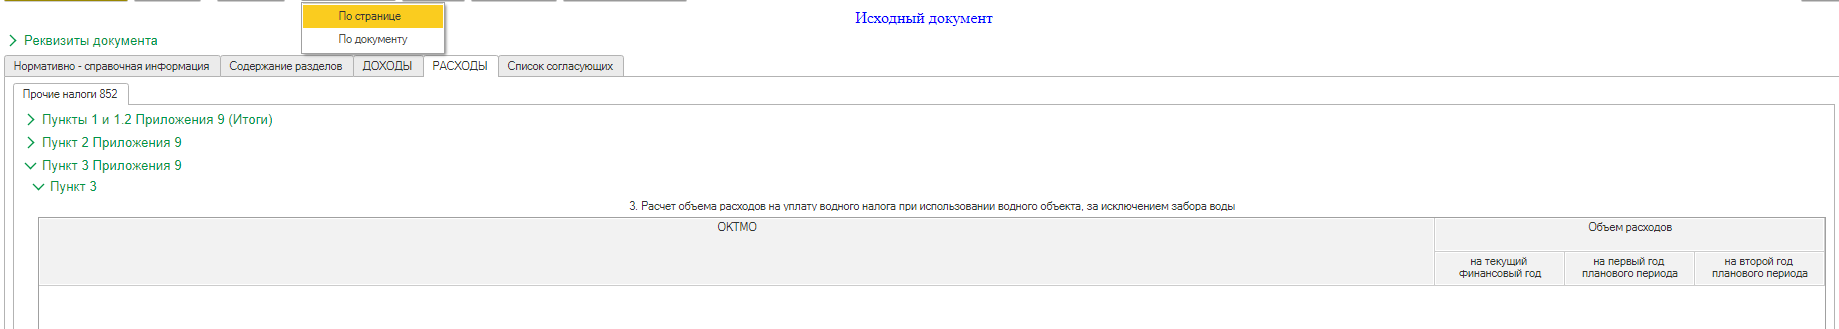 По странице
По документу
Исходный документ
Реквизиты документа
Нормативно - справочная информация Содержание разделов ДОХОДЫ РАСХОДЫ Список согласующих
Прочие налоги 852
Пункты 1 и 1.2 Приложения 9 (Итоги)
Пункт 2 Приложения 9
Пункт 3 Приложения 9
Пункт 3
3. Расчет объема расходов на уплату водного налога при использовании водного объекта, за исключением забора воды
ОКТМО
Объем расходов
на текущий
финансовый год
на первый год
планового периода
на второй год
планового периода